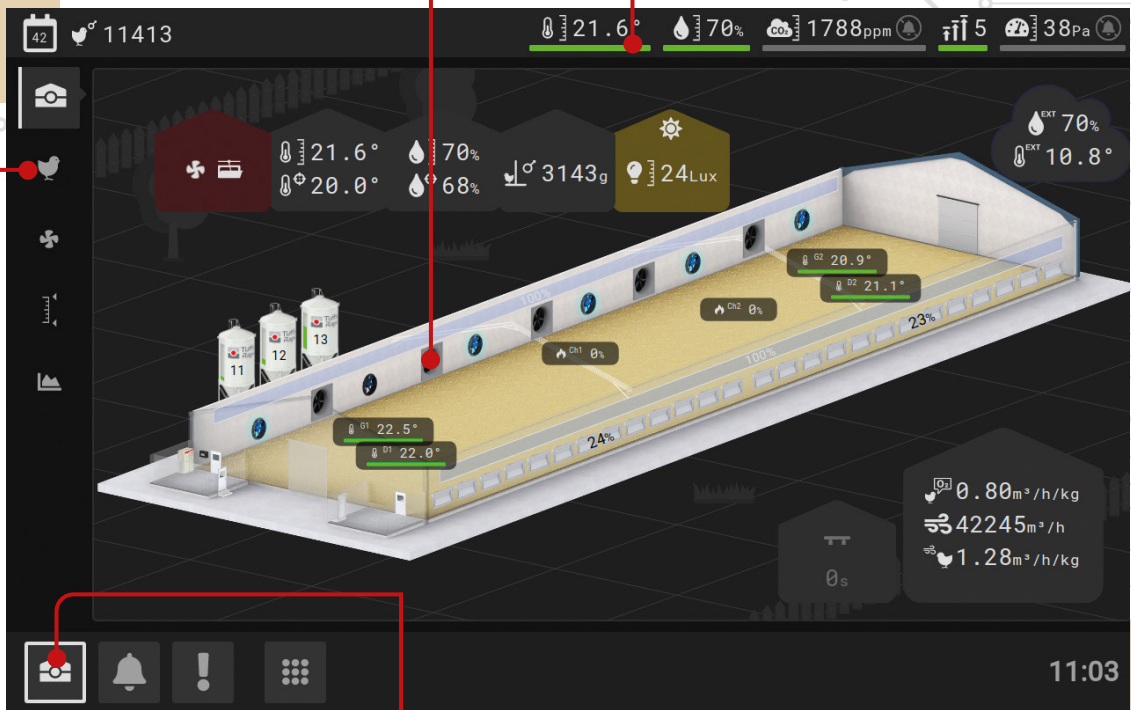 42 11413 21.6° 70% CO₂ 1788ppm 5 38Pa
21.6° 70%
20.0° 68%
3143g
24Lux
EXT 70%
EXT 10.8°
G2 20.9°
D2 21.1°
100%
Ch2 0%
23%
13
12
11
Ch1 0%
100%
G1 22.5°
D1 22.0°
24%
O₂ 0.80m³/h/kg
42245m³/h
1.28m³/h/kg
0s
11:03